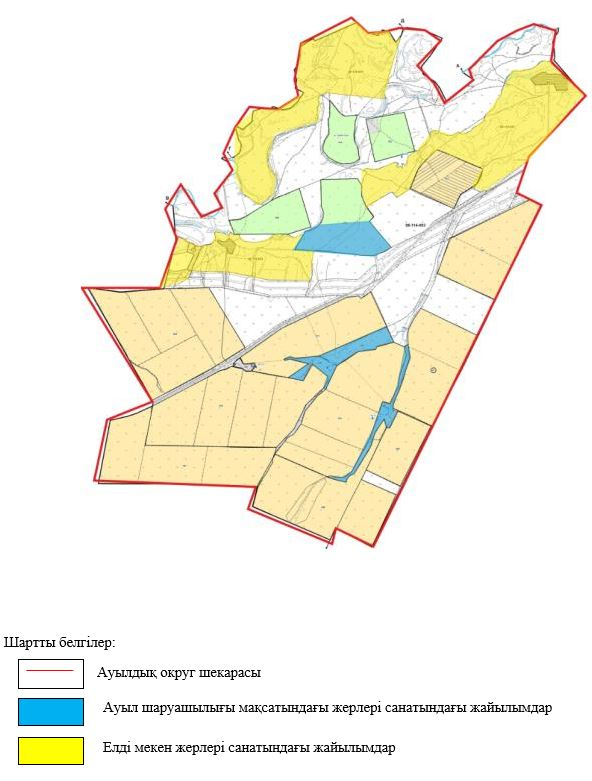 Шартты белгілер:
Ауылдық округ шекарасы
Ауыл шаруашылығы мақсатындағы жерлері санатындағы жайылымдар
Елді мекен жерлері санатындағы жайылымдар